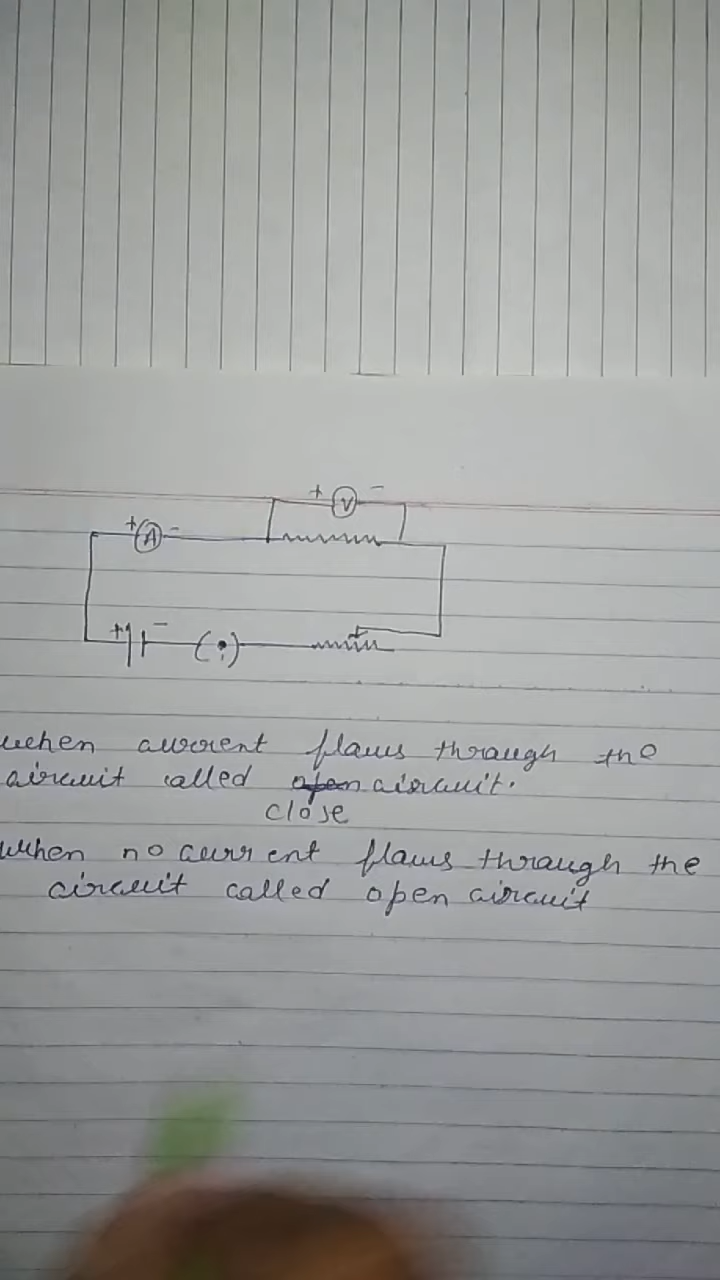 + V -
+ A -
+ -
when current flows through the
circuit called open circuit.
close
When no current flows through the
circuit called open circuit